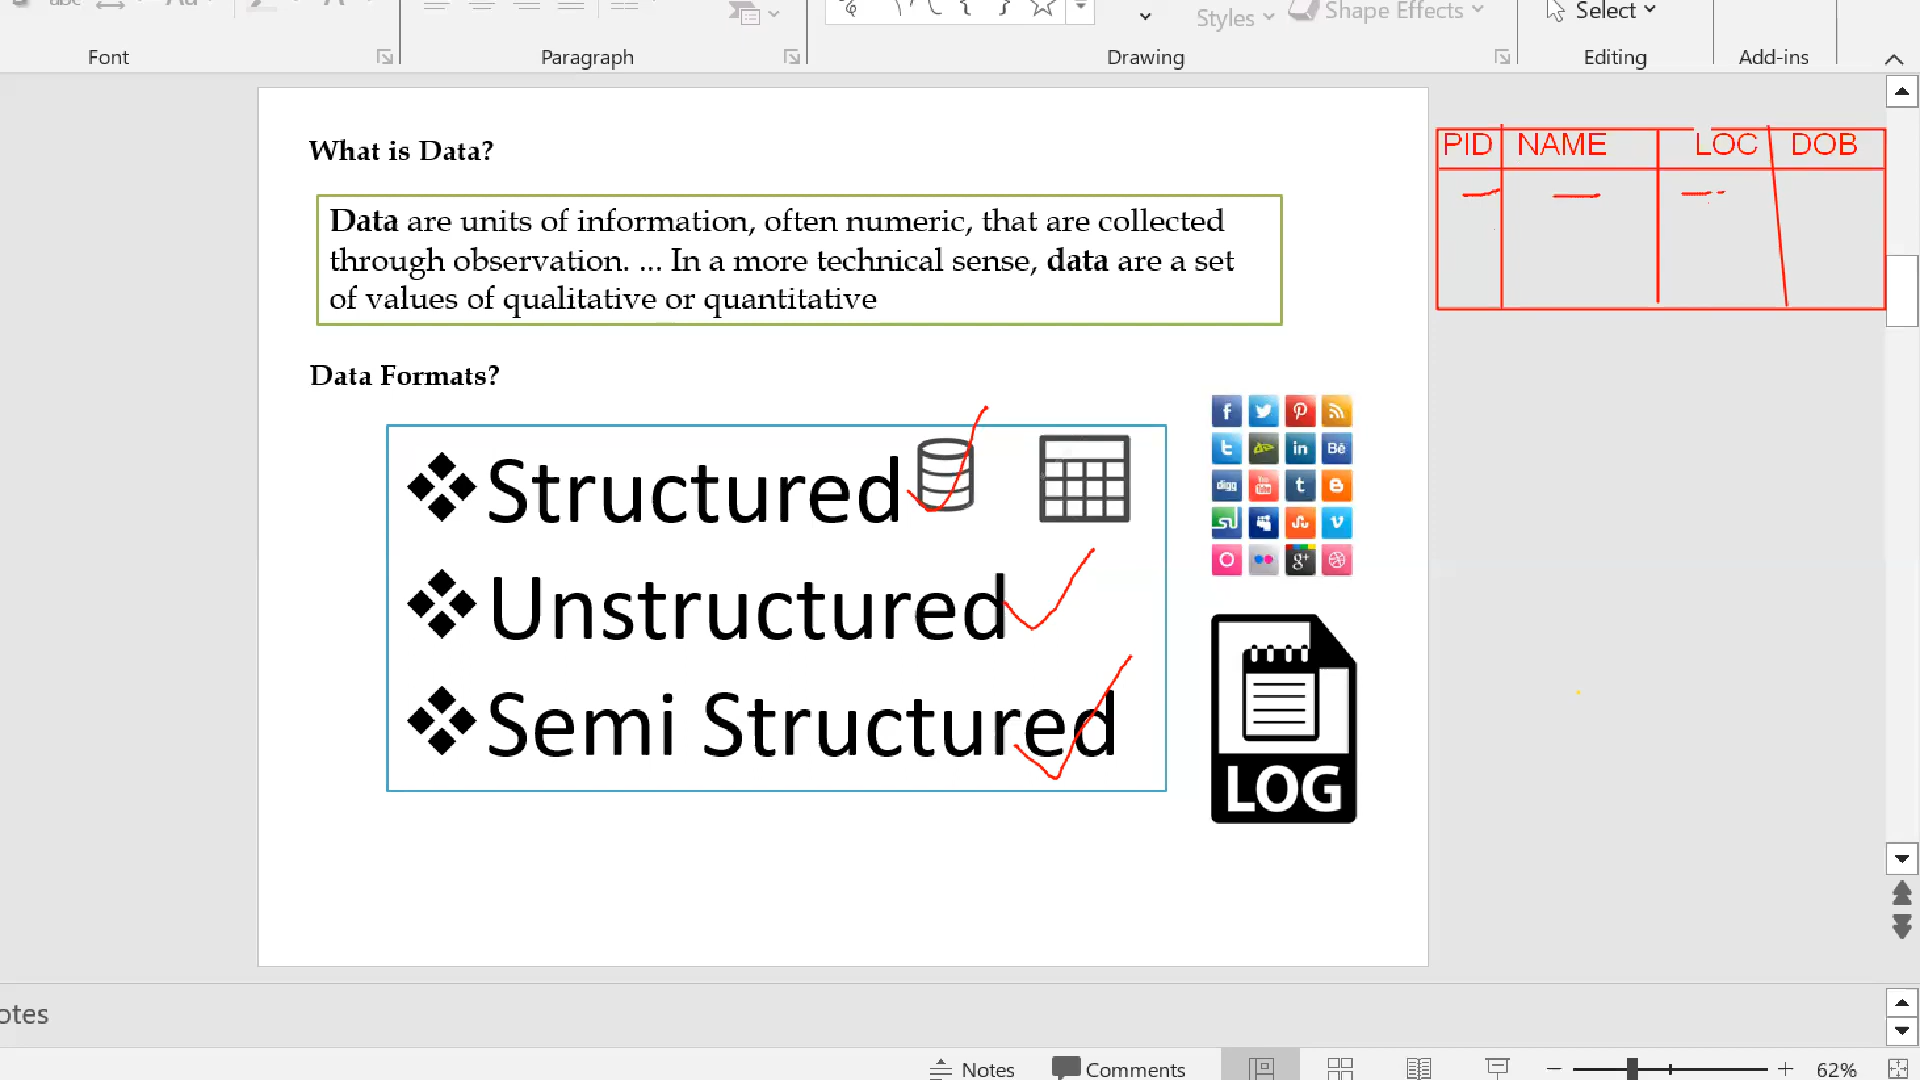 Font
Paragraph
Drawing
Styles
Shape Effects
Select
Editing
Add-ins
What is Data?
Data are units of information, often numeric, that are collected
through observation. ... In a more technical sense, data are a set
of values of qualitative or quantitative
Data Formats?
❖Structured
❖Unstructured
❖Semi Structured
LOG
PID NAME LOC DOB
otes
Notes
Comments
62%